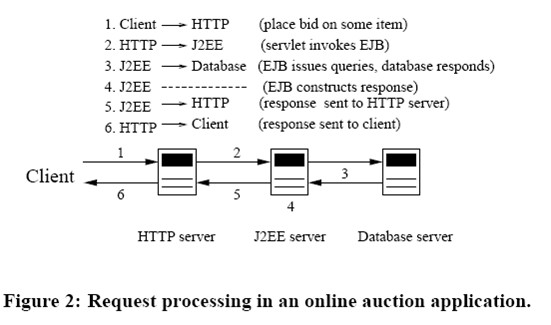 1. Client → HTTP (place bid on some item)
2. HTTP → J2EE (servlet invokes EJB)
3. J2EE → Database (EJB issues queries, database responds)
4. J2EE ------------ (EJB constructs response)
5. J2EE → HTTP (response sent to HTTP server)
6. HTTP → Client (response sent to client)
1 2
Client 3
6 5
4
HTTP server J2EE server Database server
Figure 2: Request processing in an online auction application.